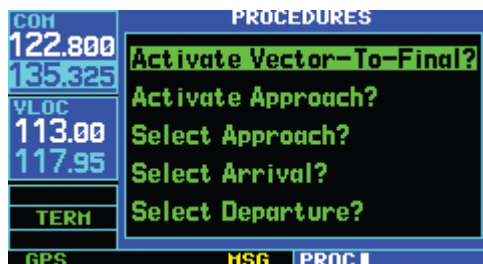 COM
122.800
135.325
VLOC
113.00
117.95
TERM
GPS
PROCEDURES
Activate Vector-To-Final?
Activate Approach?
Select Approach?
Select Arrival?
Select Departure?
MSG
PROC